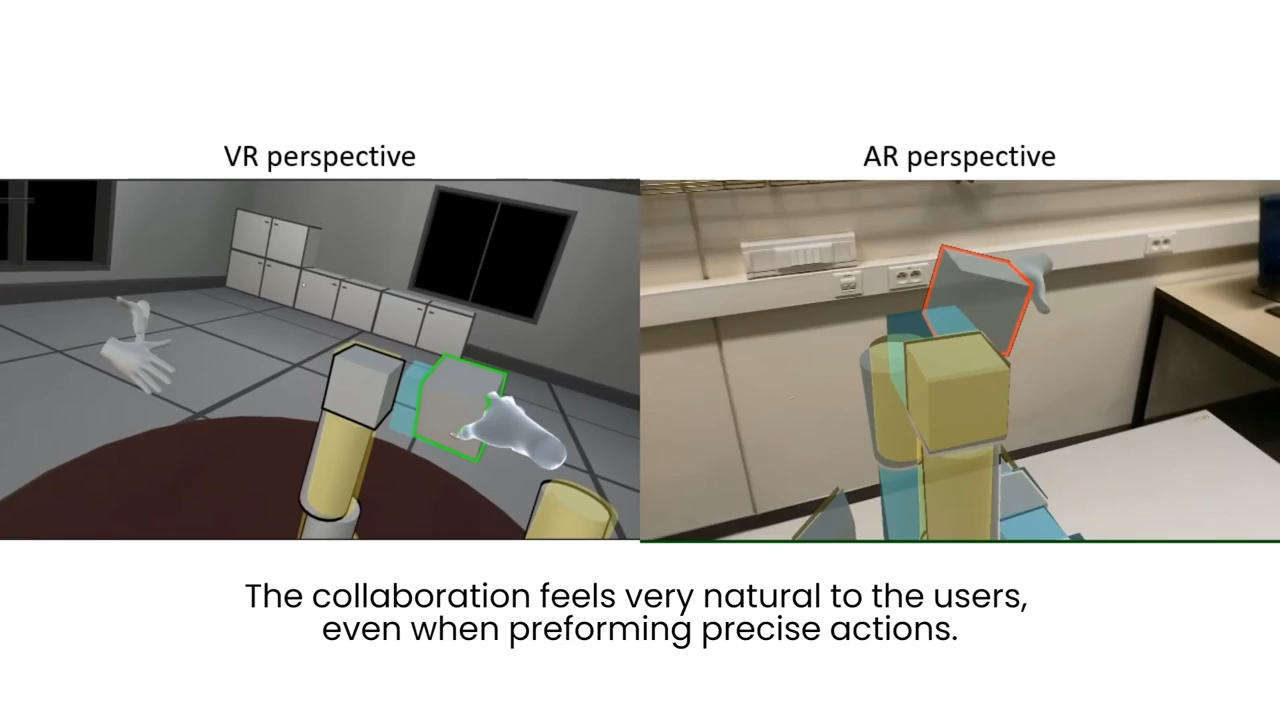 VR perspective
AR perspective
The collaboration feels very natural to the users,
even when preforming precise actions.